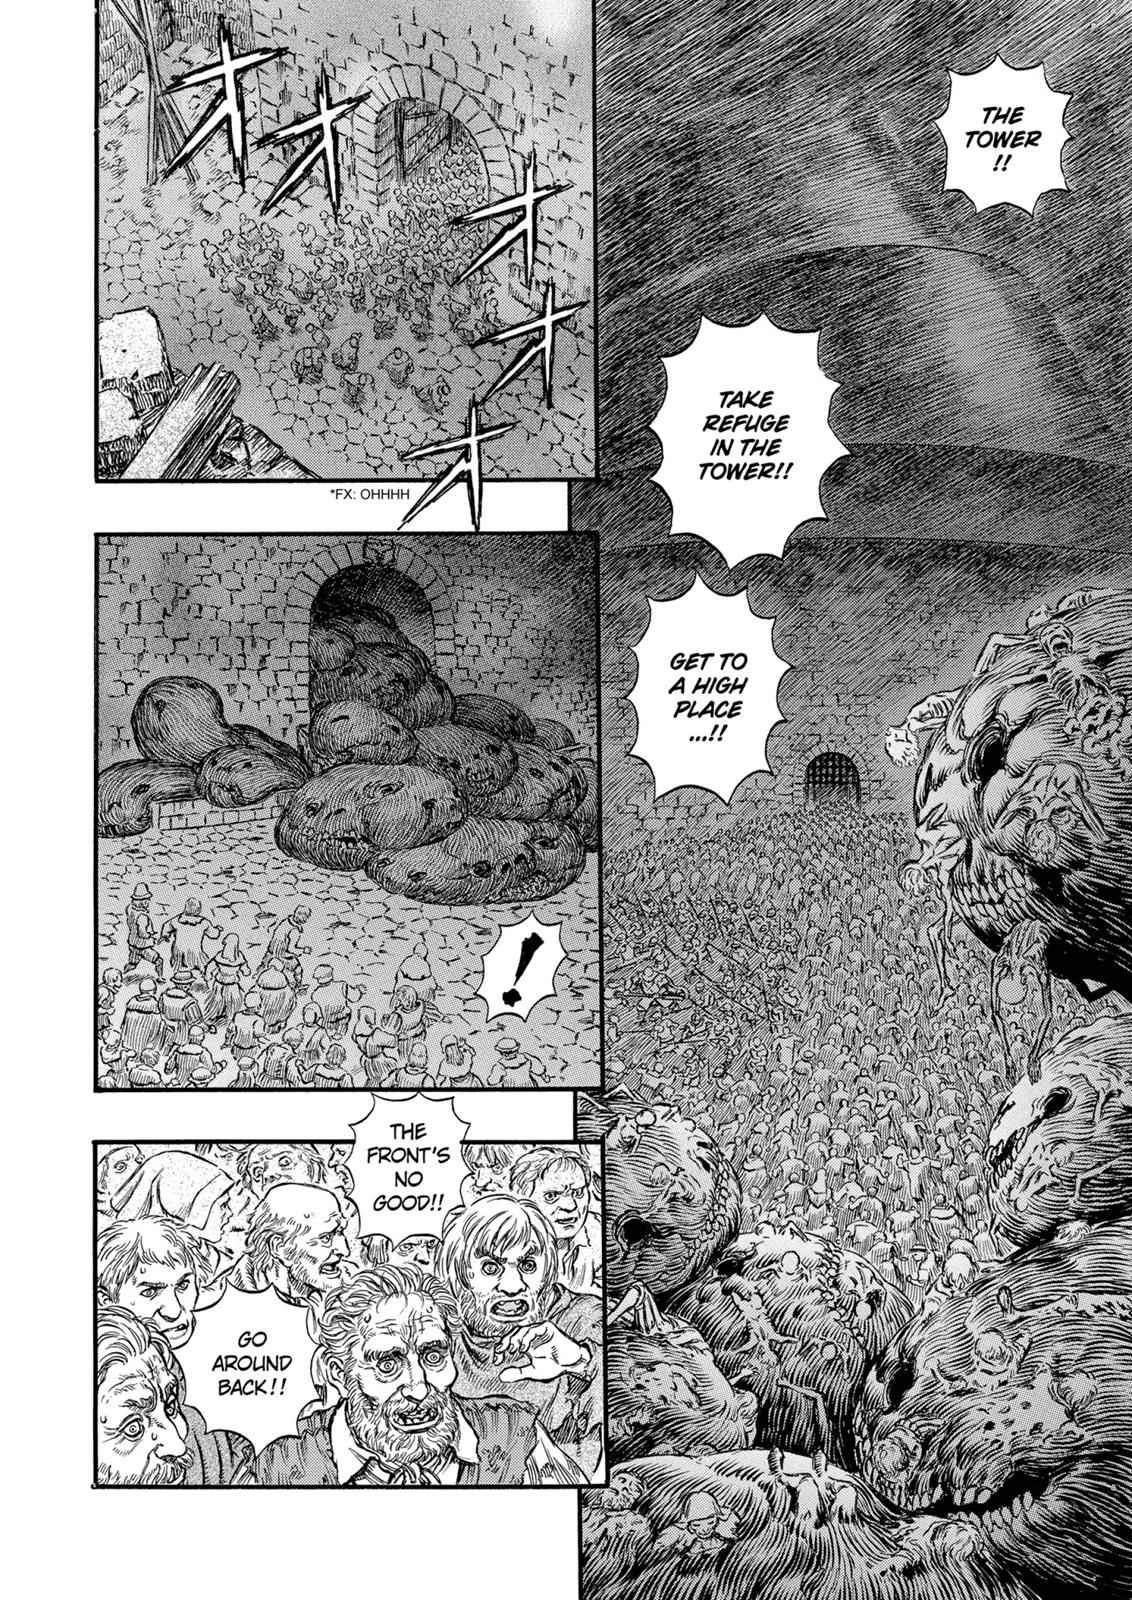 THE
TOWER
!!
TAKE
REFUGE
IN THE
TOWER!!
GET TO
A HIGH
PLACE
...!!
オオオオオ
*FX: OHHHH
!
THE
FRONT'S
NO
GOOD!!
GO
AROUND
BACK!!